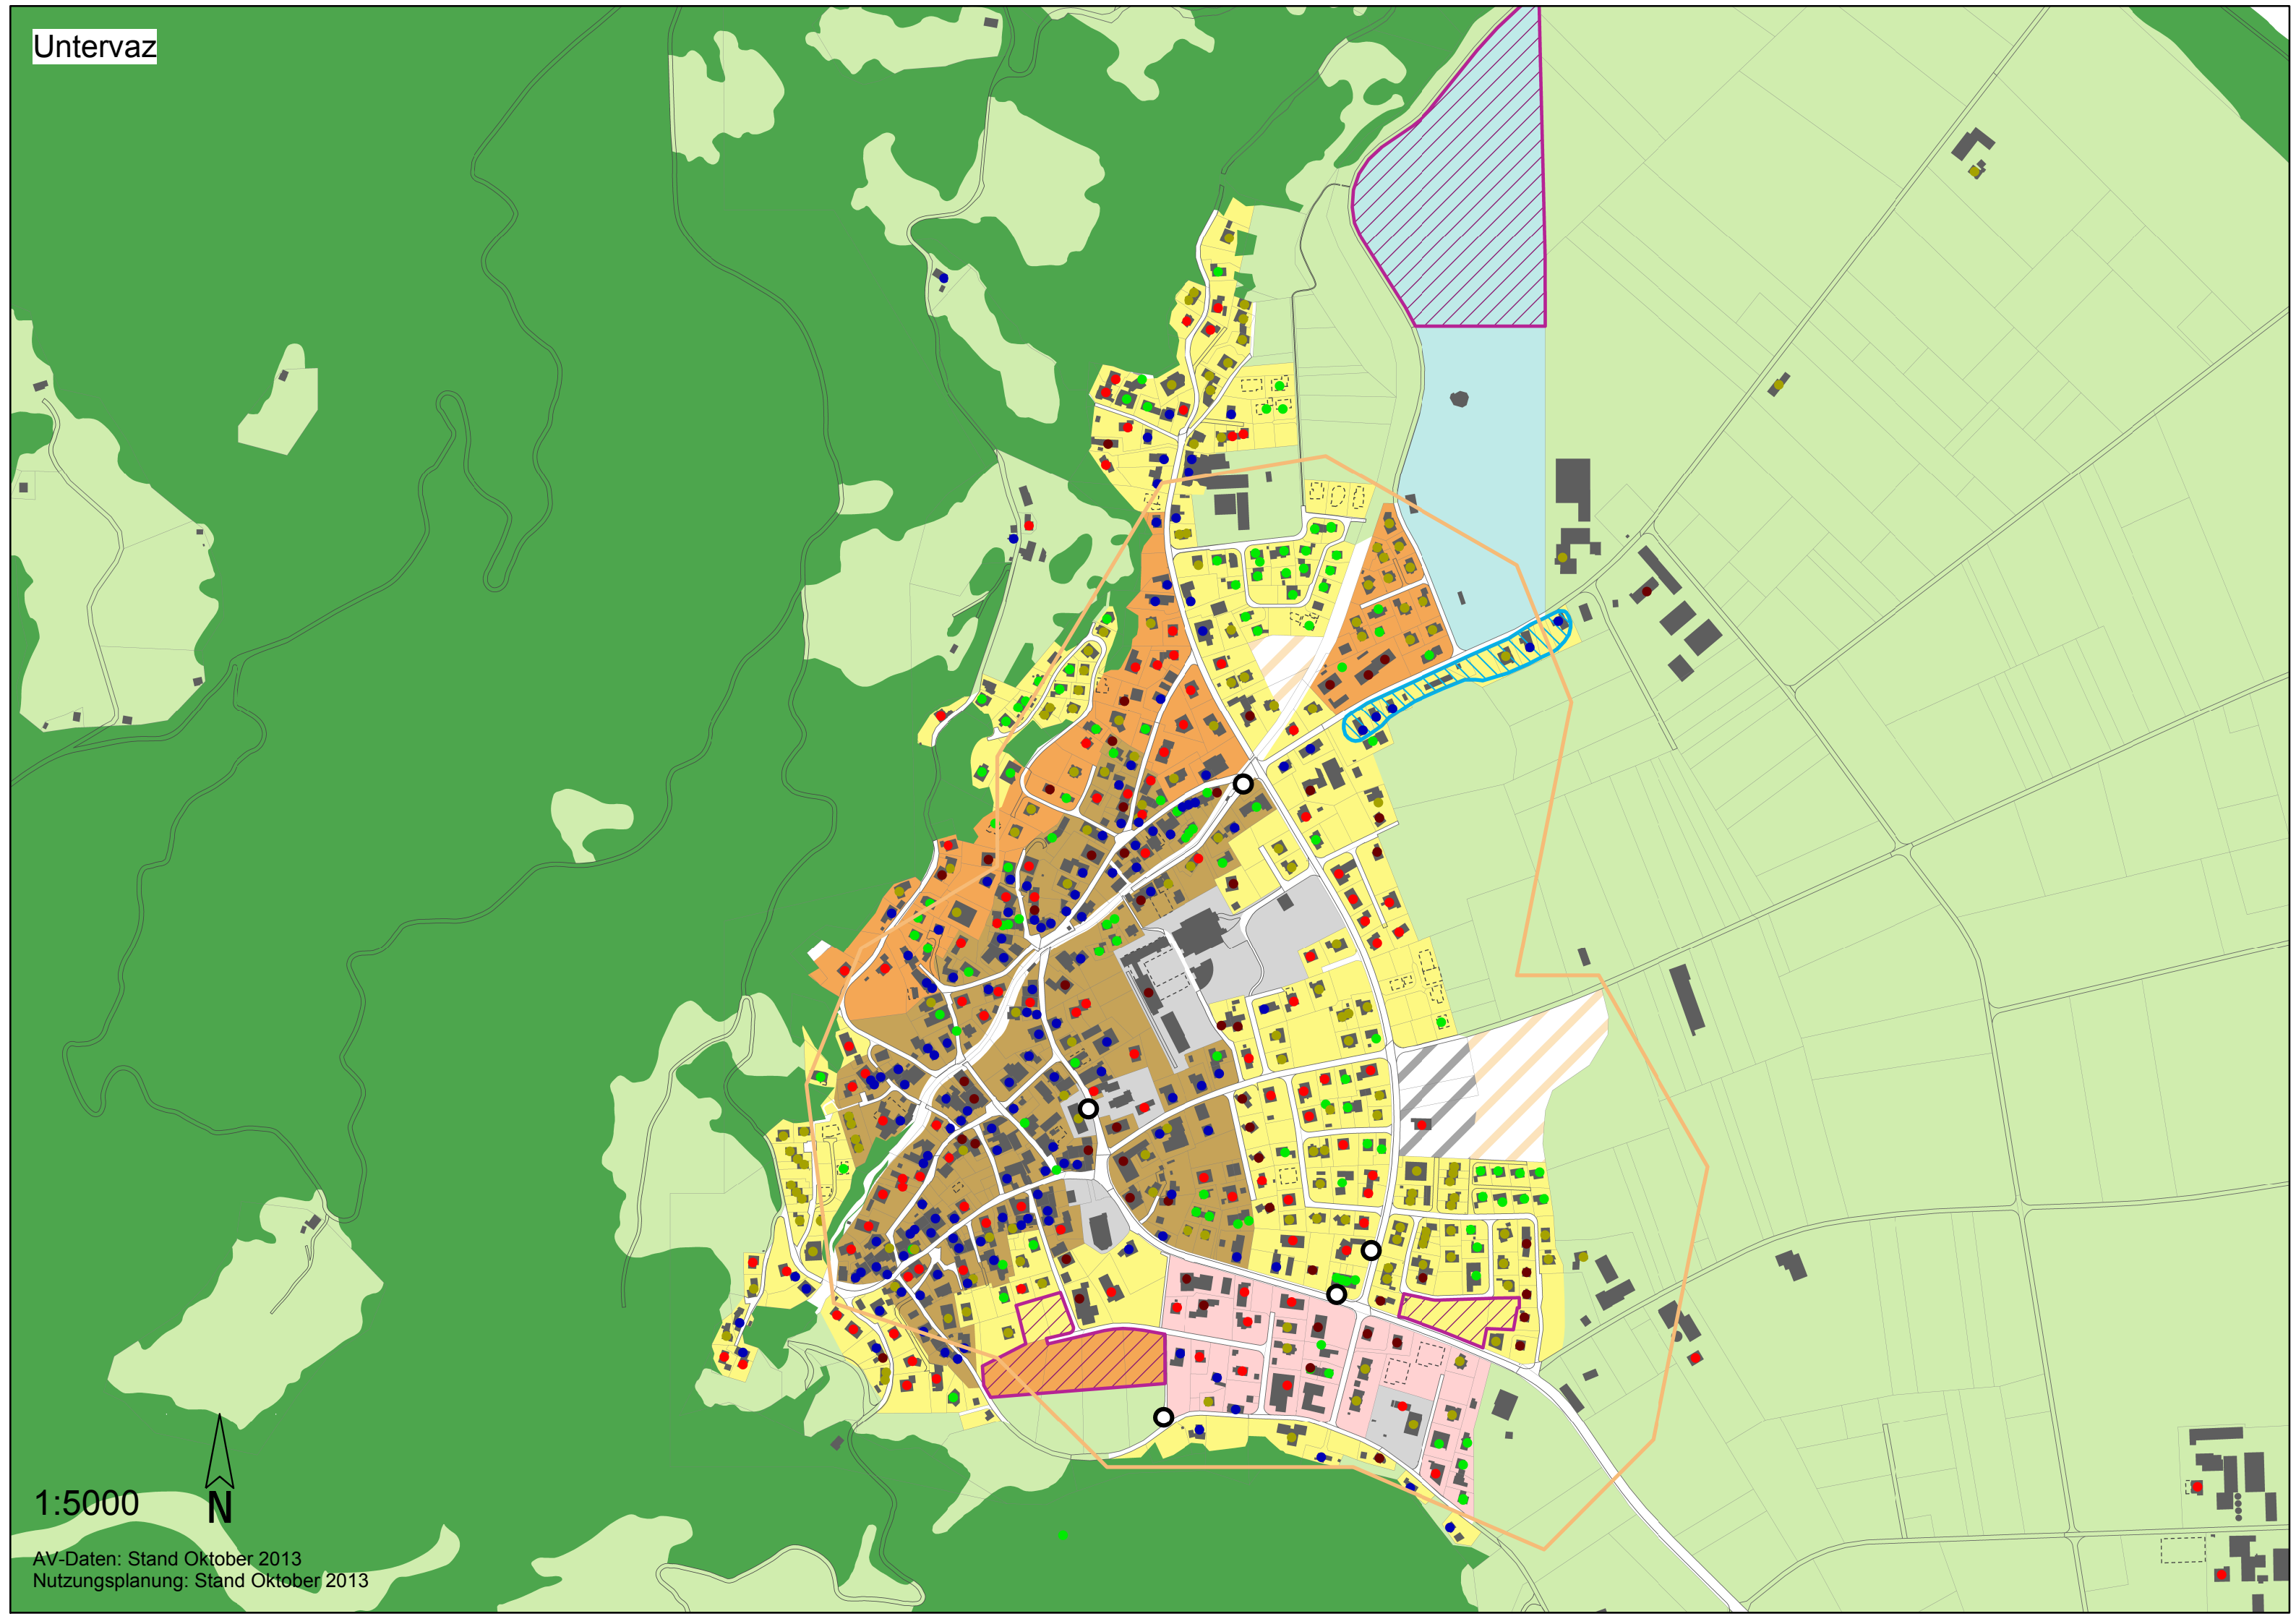 Untervaz
1:5000
N
AV-Daten: Stand Oktober 2013
Nutzungsplanung: Stand Oktober 2013